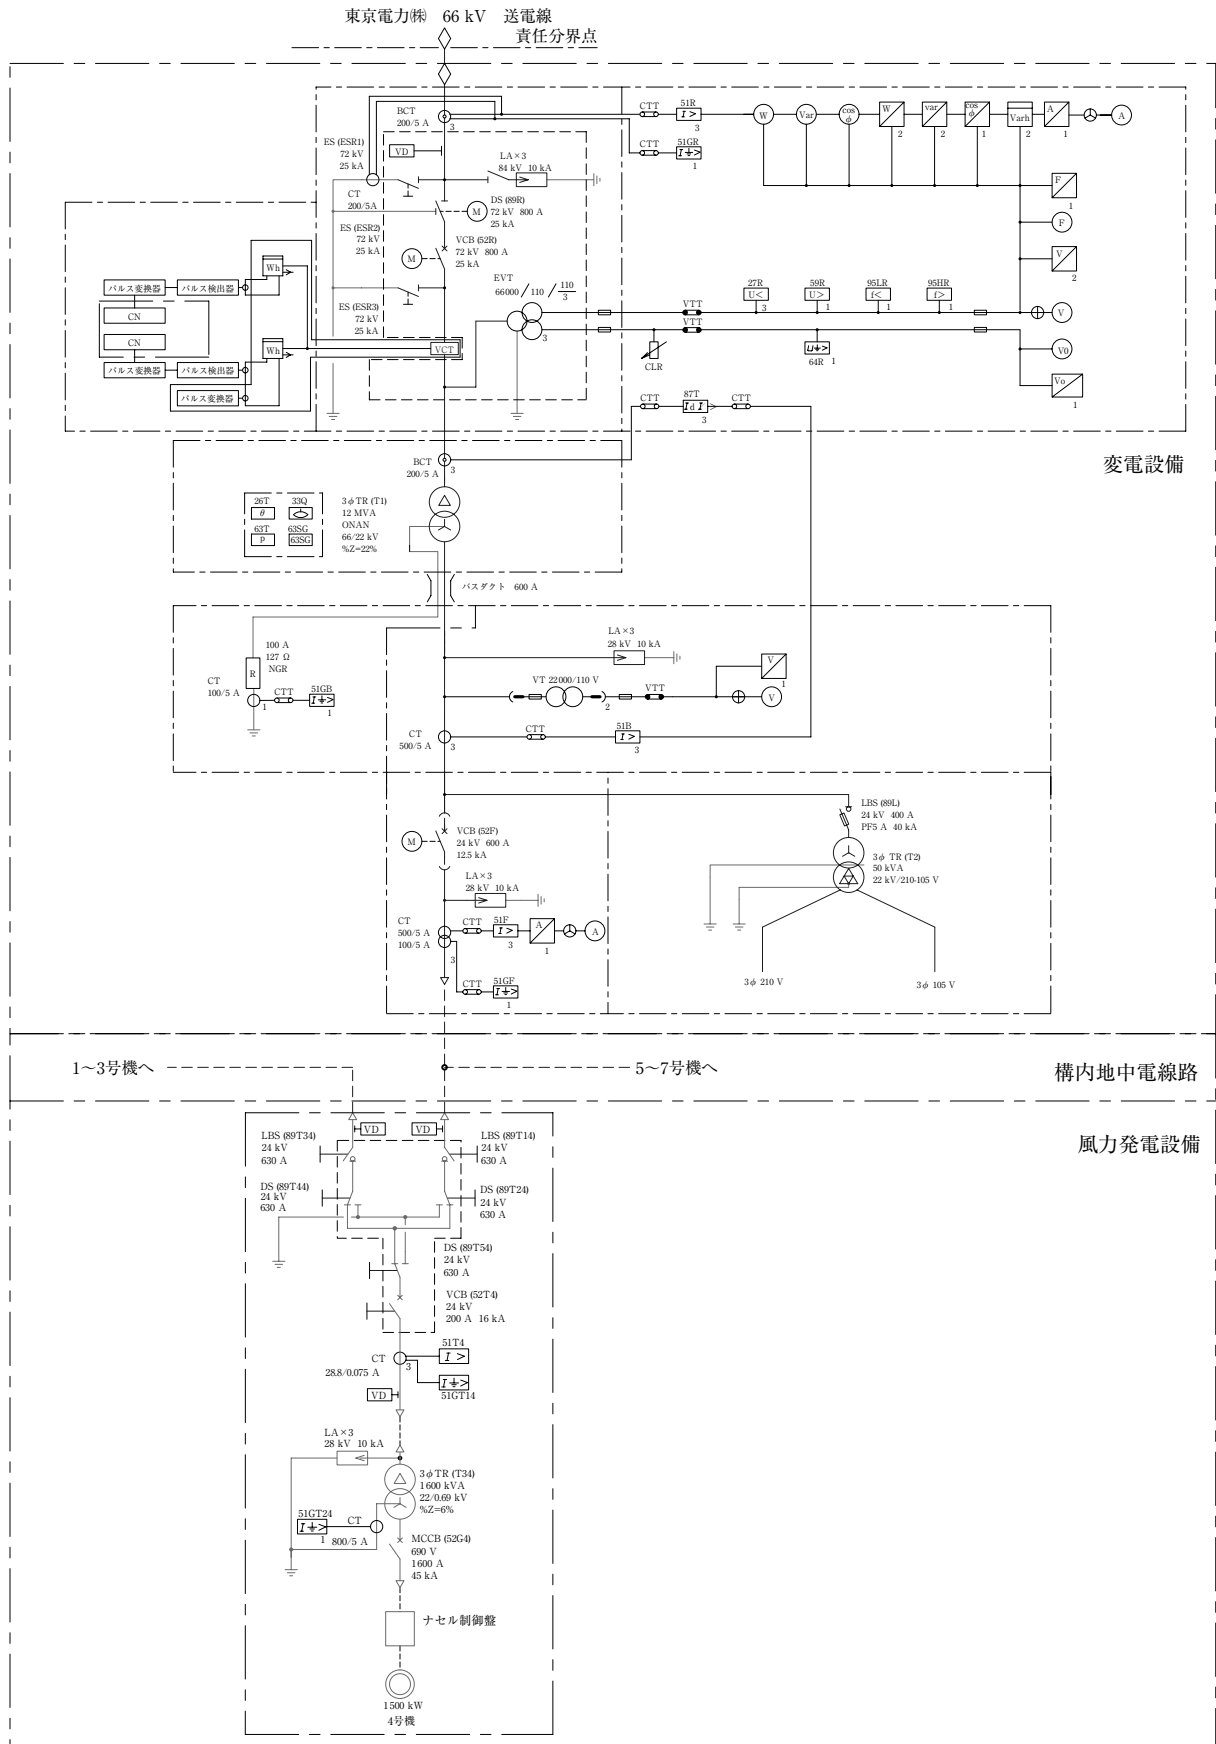 東京電力㈱ 66 kV 送電線
責任分界点
BCT
200/5 A
3
CTT
51R
I >
3
W
Var
cos φ
W
2
var
2
cos φ
1
Varh
2
A
1
A
CTT
51GR
I ⏚>
1
ES (ESR1)
72 kV
25 kA
VD
LA×3
84 kV 10 kA
CT
200/5A
DS (89R)
72 kV 800 A
25 kA
M
F
1
F
ES (ESR2)
72 kV
25 kA
VCB (52R)
72 kV 800 A
25 kA
M
V
2
EVT
66000 / 110 / 110/3
3
Wh
パルス変換器
パルス検出器
CN
CN
Wh
パルス変換器
パルス検出器
パルス変換器
ES (ESR3)
72 kV
25 kA
VCT
VTT
27R
U<
3
59R
U>
1
95LR
f<
1
95HR
f>
1
V
VTT
CLR
U⏚>
64R
1
V0
Vo
1
CTT
87T
Id I
3
CTT
変電設備
BCT
200/5 A
3
26T
θ
33Q
63T
P
63SG
63SG
3φTR (T1)
12 MVA
ONAN
66/22 kV
%Z=22%
バスダクト 600 A
100 A
127 Ω
NGR
R
CT
100/5 A
1
CTT
51GB
I ⏚>
1
LA×3
28 kV 10 kA
VT 22000/110 V
2
VTT
V
1
V
CT
500/5 A
3
CTT
51B
I >
3
VCB (52F)
24 kV 600 A
12.5 kA
M
LBS (89L)
24 kV 400 A
PF5 A 40 kA
3φ TR (T2)
50 kVA
22 kV/210-105 V
LA×3
28 kV 10 kA
CT
500/5 A
100/5 A
3
CTT
51F
I >
3
A
1
A
CTT
51GF
I ⏚>
1
3φ 210 V
3φ 105 V
1〜3号機へ
5〜7号機へ
構内地中電線路
風力発電設備
VD
VD
LBS (89T34)
24 kV
630 A
LBS (89T14)
24 kV
630 A
DS (89T44)
24 kV
630 A
DS (89T24)
24 kV
630 A
DS (89T54)
24 kV
630 A
VCB (52T4)
24 kV
200 A 16 kA
CT
28.8/0.075 A
3
51T4
I >
I ⏚>
51GT14
VD
LA×3
28 kV 10 kA
3φTR (T34)
1600 kVA
22/0.69 kV
%Z=6%
51GT24
I ⏚>
1
CT
800/5 A
MCCB (52G4)
690 V
1600 A
45 kA
ナセル制御盤
1500 kW
4号機